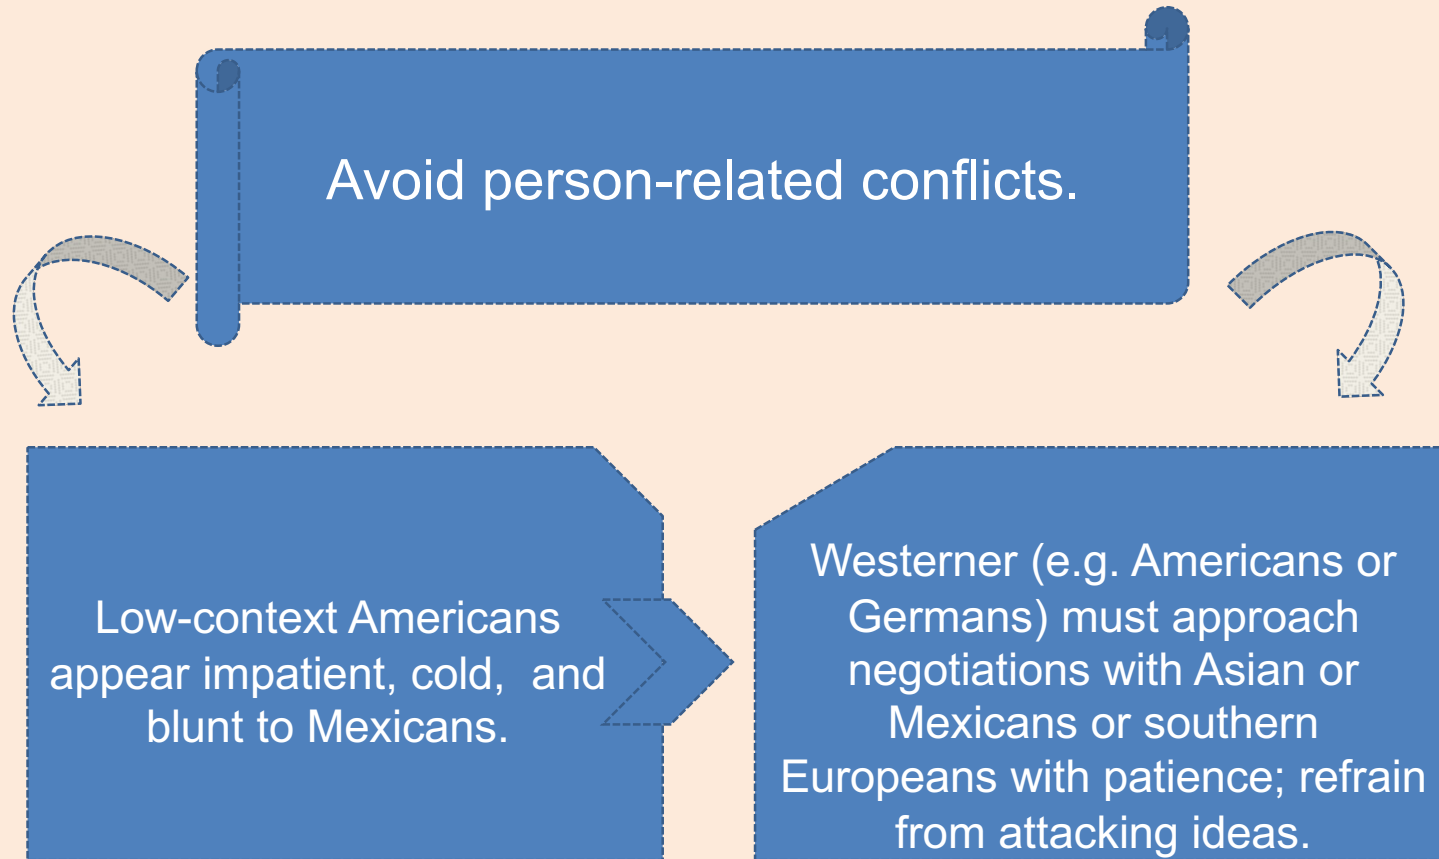 Avoid person-related conflicts.
Low-context Americans
appear impatient, cold,  and
blunt to Mexicans.
Westerner (e.g. Americans or
Germans) must approach
negotiations with Asian or
Mexicans or southern
Europeans with patience; refrain
from attacking ideas.